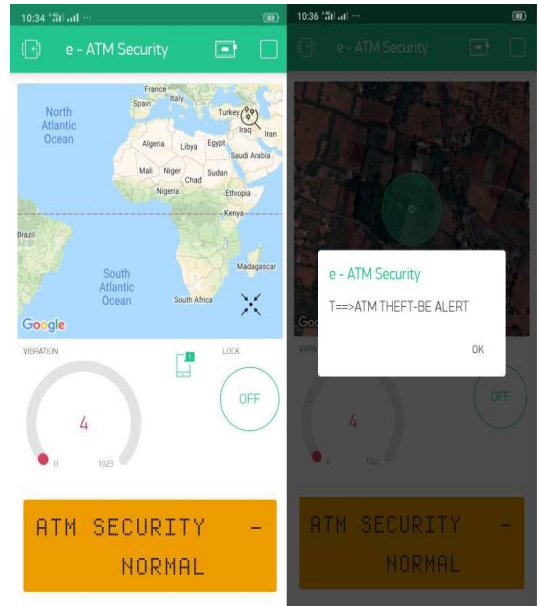 10:34
83
e - ATM Security
North
Atlantic
Ocean
France
Spain
Italy
Turkey
Iraq
Iran
Algeria
Libya
Egypt
Saudi Arabia
Mali
Niger
Chad
Sudan
Nigeria
Ethiopia
Kenya
Brazil
South
Atlantic
Ocean
Madagascar
South Africa
Google
VIBRATION
LOCK
4
OFF
0
1023
ATM SECURITY -
NORMAL
10:36
e - ATM Security
e - ATM Security
T==>ATM THEFT-BE ALERT
OK
OFF
4
ATM SECURITY -
NORMAL